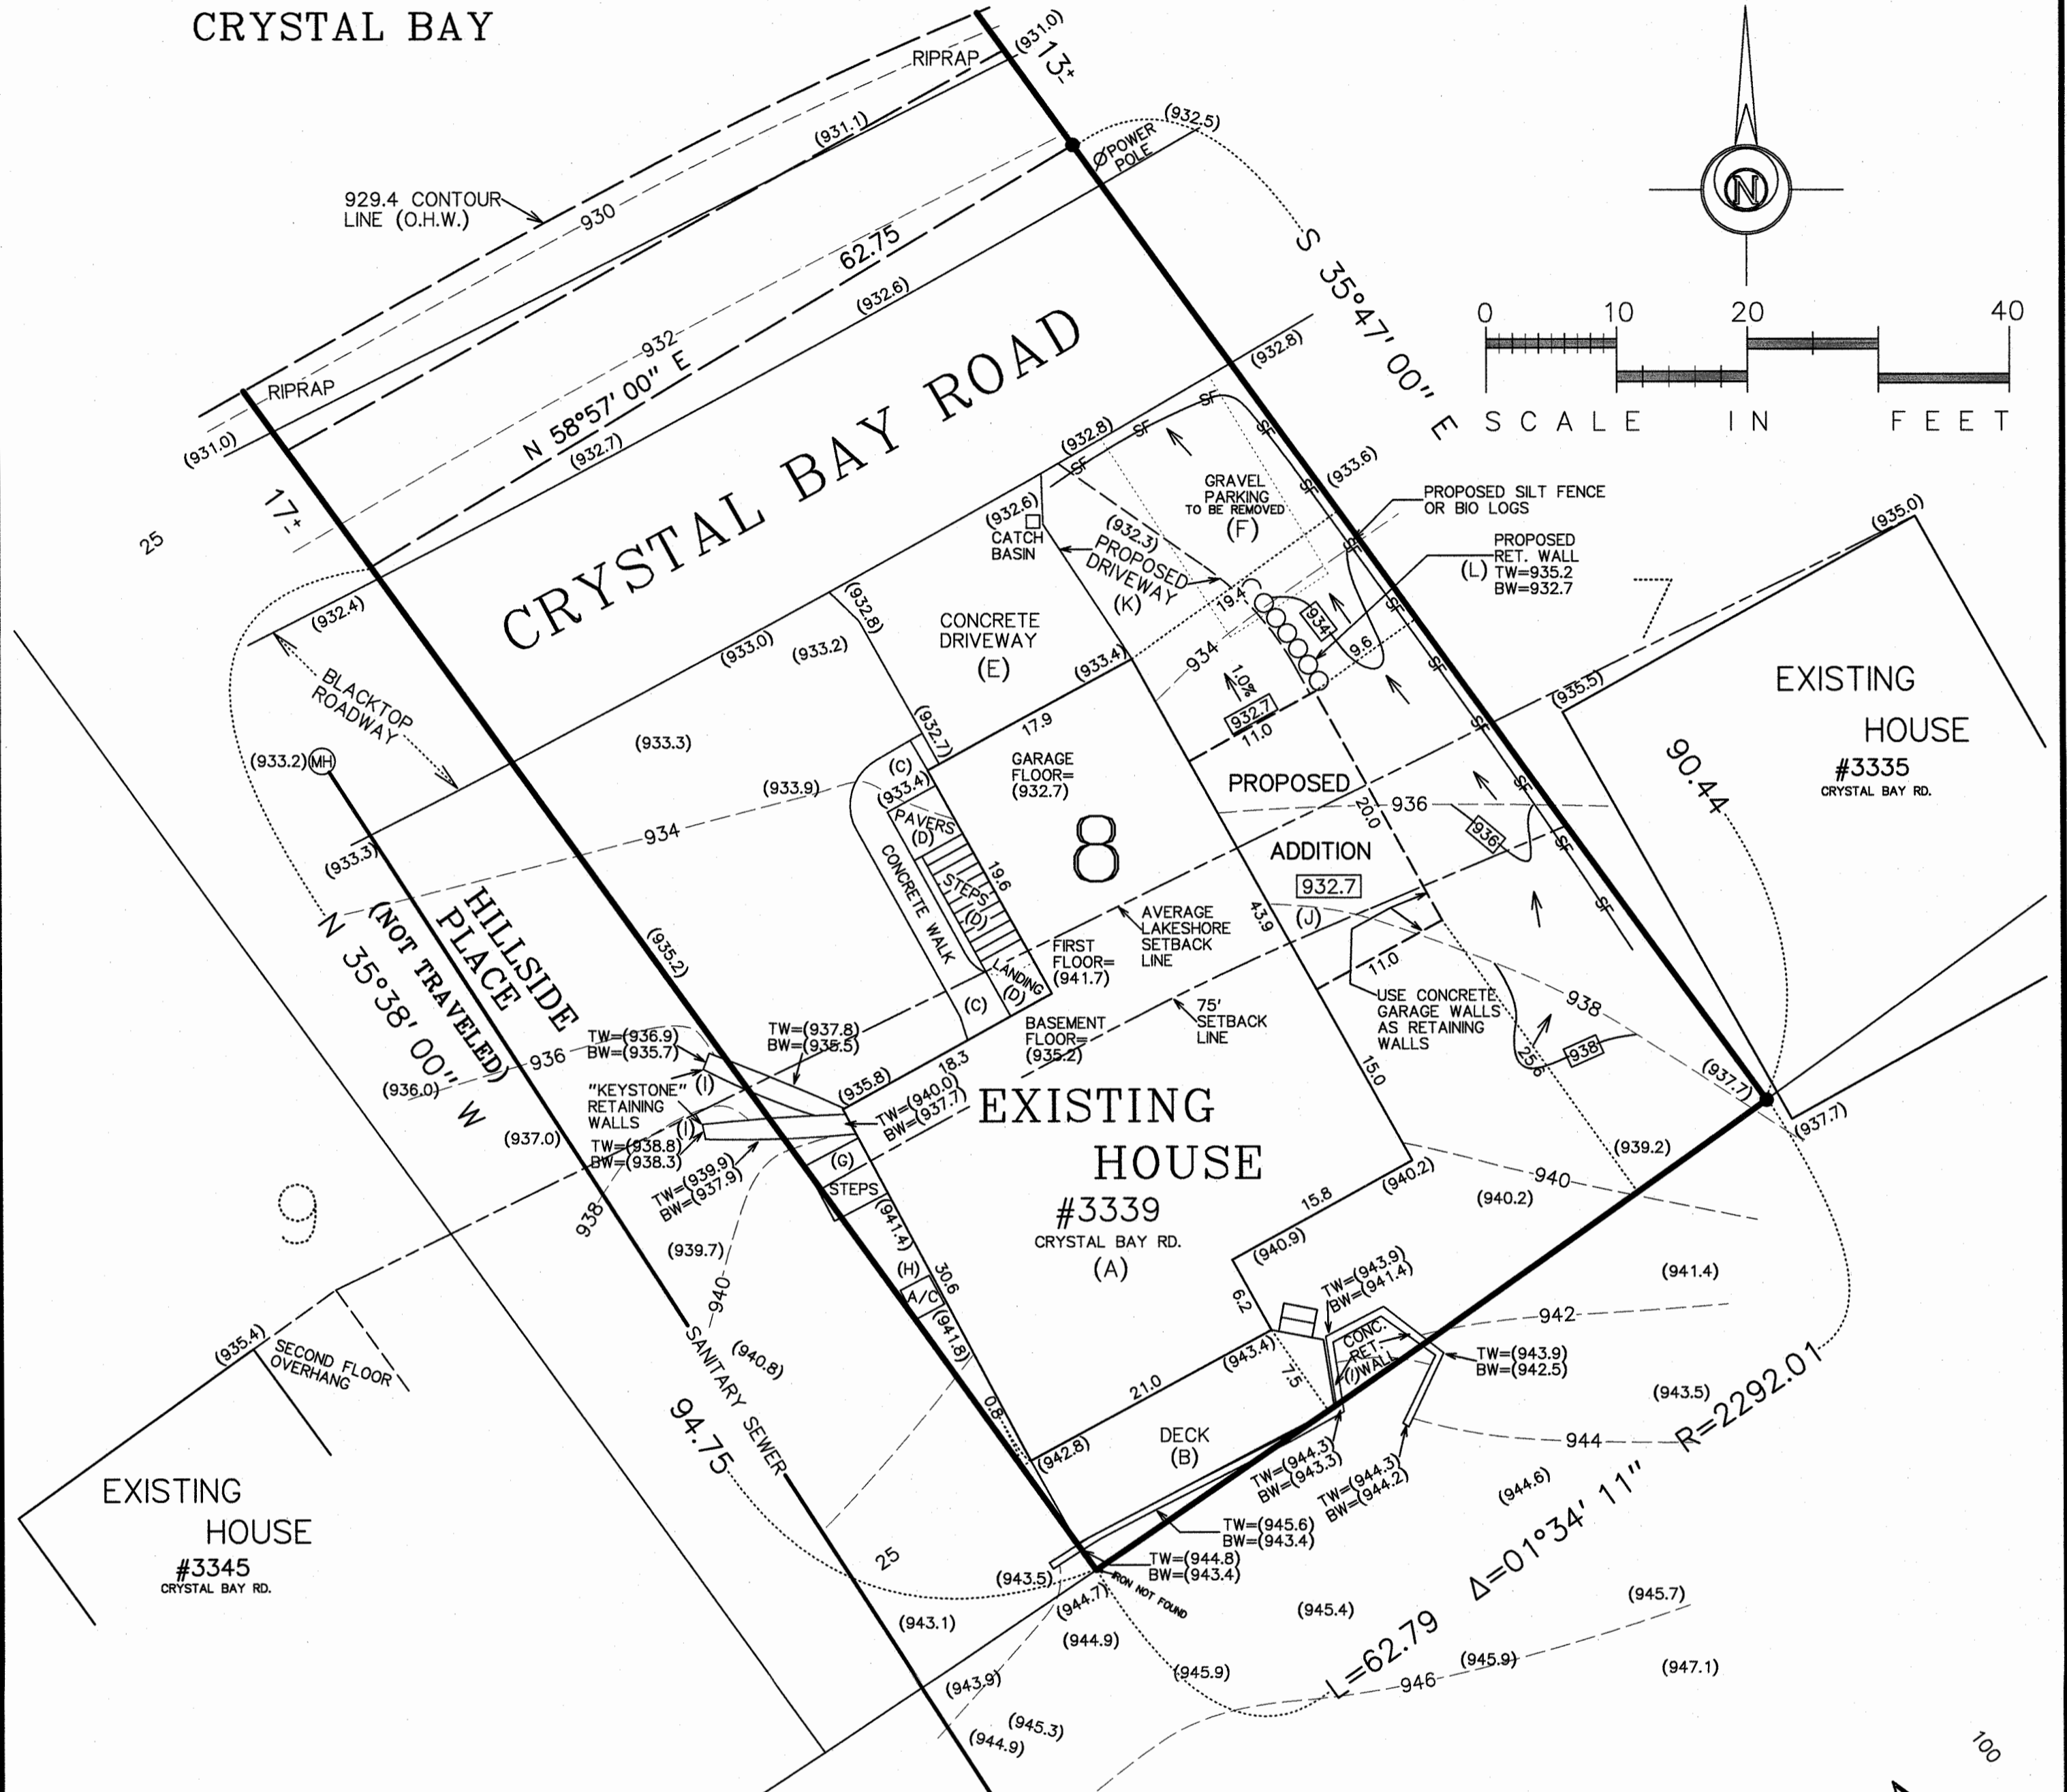 CRYSTAL BAY
RIPRAP
(931.0)
13±
(931.1)
(932.5)
POWER
POLE
929.4 CONTOUR
LINE (O.H.W.)
930
62.75
(932.6)
932
N 58°57' 00" E
(932.7)
RIPRAP
(931.0)
17±
25
N
0 10 20 40
SCALE IN FEET
S 35°47' 00" E
CRYSTAL BAY ROAD
(932.8)
(932.8)
SF
SF
SF
SF
SF
SF
SF
SF
SF
SF
SF
SF
(933.6)
GRAVEL
PARKING
TO BE REMOVED
(F)
PROPOSED SILT FENCE
OR BIO LOGS
PROPOSED
RET. WALL
(L) TW=935.2
BW=932.7
(932.6)
CATCH
BASIN
(932.3)
PROPOSED
DRIVEWAY
(K)
19.4
934
9.6
934
1.0%
932.7
11.0
7
(935.0)
(935.5)
EXISTING
HOUSE
#3335
CRYSTAL BAY RD.
90.44
(932.4)
BLACKTOP
ROADWAY
(933.2)
MH
(933.3)
(933.0)
(933.2)
(932.8)
CONCRETE
DRIVEWAY
(E)
(933.4)
(933.3)
(932.7)
17.9
GARAGE
FLOOR=
(932.7)
(933.9)
934
(C)
(933.4)
PAVERS
(D)
STEPS
(D)
19.6
CONCRETE WALK
LANDING
(D)
(C)
8
PROPOSED
ADDITION
932.7
(J)
20.0
936
936
43.9
AVERAGE
LAKESHORE
SETBACK
LINE
FIRST
FLOOR=
(941.7)
BASEMENT
FLOOR=
(935.2)
75'
SETBACK
LINE
11.0
USE CONCRETE
GARAGE WALLS
AS RETAINING
WALLS
938
938
25.6
15.0
(937.7)
(937.7)
(939.2)
N 35°38' 00" W
HILLSIDE
PLACE
(NOT TRAVELED)
(935.2)
936
(936.0)
(937.0)
TW=(936.9)
BW=(935.7)
TW=(937.8)
BW=(935.5)
"KEYSTONE" (I)
RETAINING
WALLS
(I)
TW=(938.8)
BW=(938.3)
TW=(939.9)
BW=(937.9)
(935.8)
18.3
TW=(940.0)
BW=(937.7)
(G)
STEPS
(941.4)
(H)
A/C
30.6
(941.8)
EXISTING
HOUSE
#3339
CRYSTAL BAY RD.
(A)
15.8
(940.2)
(940.9)
6.2
940
(940.2)
(941.4)
942
TW=(943.9)
BW=(941.4)
CONC.
RET.
(I) WALL
TW=(943.9)
BW=(942.5)
(943.5)
944
R=2292.01
9
938
(939.7)
940
(940.8)
SANITARY SEWER
94.75
(935.4)
SECOND FLOOR
OVERHANG
EXISTING
HOUSE
#3345
CRYSTAL BAY RD.
(943.4)
7.5
21.0
0.8
(942.8)
DECK
(B)
TW=(944.3)
BW=(943.3)
TW=(944.3)
BW=(944.2)
(944.6)
TW=(945.6)
BW=(943.4)
TW=(944.8)
BW=(943.4)
IRON NOT FOUND
25
(943.5)
(943.1)
(944.7)
(944.9)
(945.4)
(945.7)
Δ=01°34' 11"
L=62.79
(943.9)
(945.9)
946
(945.9)
(947.1)
(945.3)
(944.9)
100